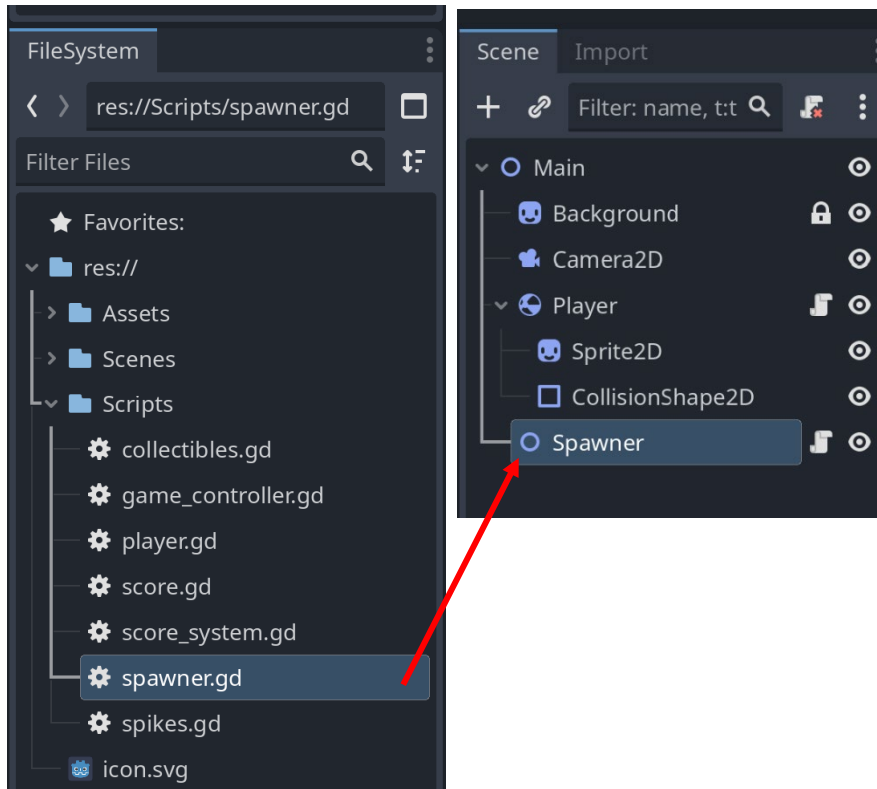 FileSystem
res://Scripts/spawner.gd
Filter Files
Favorites:
res://
Assets
Scenes
Scripts
collectibles.gd
game_controller.gd
player.gd
score.gd
score_system.gd
spawner.gd
spikes.gd
icon.svg
Scene Import
Filter: name, t:t
Main
Background
Camera2D
Player
Sprite2D
CollisionShape2D
Spawner